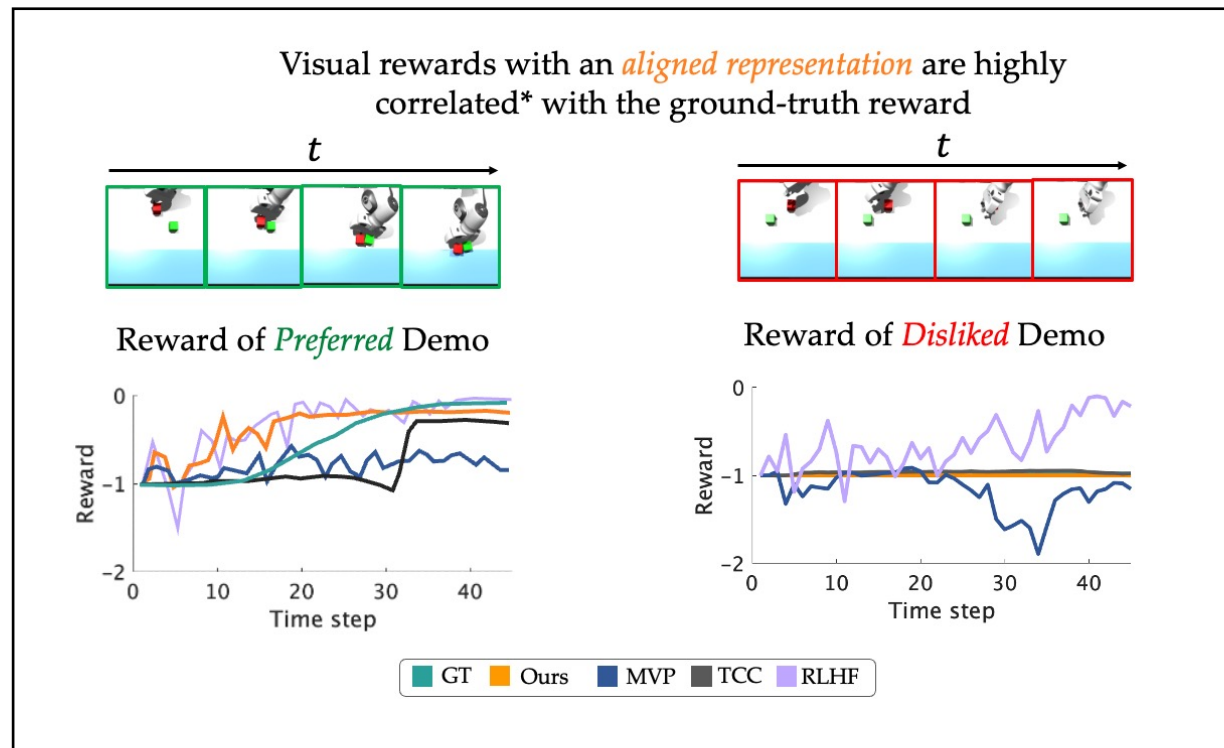 Visual rewards with an aligned representation are highly
correlated* with the ground-truth reward
t
t
Reward of Preferred Demo
Reward of Disliked Demo
0
-1
-2
Reward
0
10
20
30
40
Time step
0
-1
-2
Reward
0
10
20
30
40
Time step
GT Ours MVP TCC RLHF